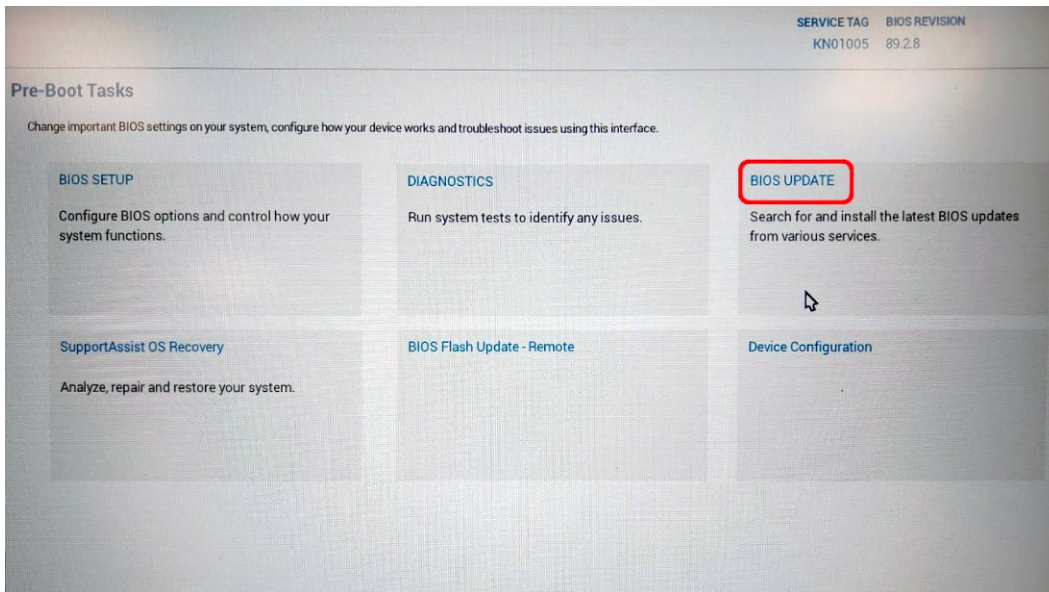 SERVICE TAG BIOS REVISION
KN01005 89.2.8
Pre-Boot Tasks
Change important BIOS settings on your system, configure how your device works and troubleshoot issues using this interface.
BIOS SETUP
Configure BIOS options and control how your
system functions.
DIAGNOSTICS
Run system tests to identify any issues.
BIOS UPDATE
Search for and install the latest BIOS updates
from various services.
SupportAssist OS Recovery
Analyze, repair and restore your system.
BIOS Flash Update - Remote
Device Configuration